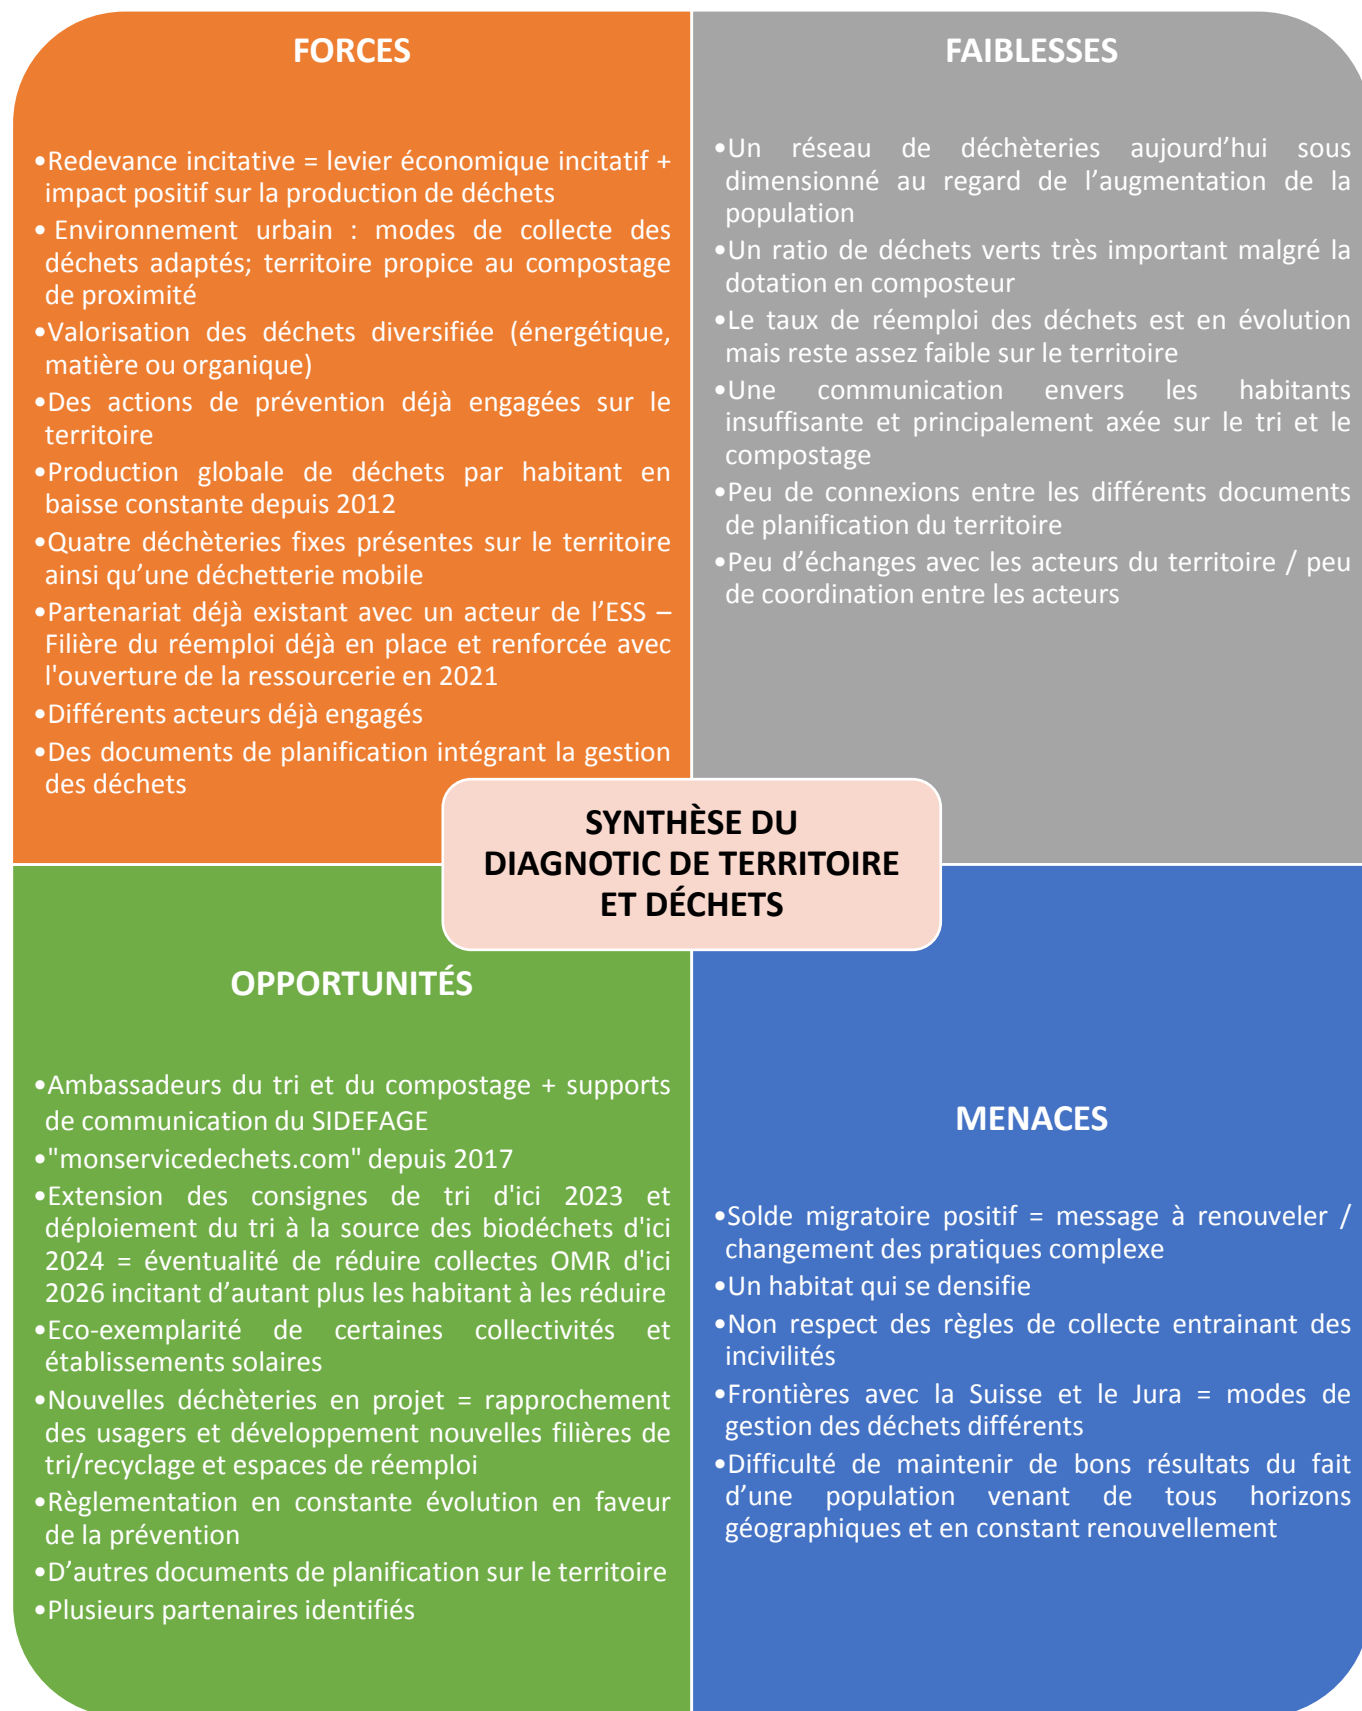 FORCES
•Redevance incitative = levier économique incitatif +
impact positif sur la production de déchets
• Environnement urbain : modes de collecte des
déchets adaptés; territoire propice au compostage
de proximité
•Valorisation des déchets diversifiée (énergétique,
matière ou organique)
•Des actions de prévention déjà engagées sur le
territoire
•Production globale de déchets par habitant en
baisse constante depuis 2012
•Quatre déchèteries fixes présentes sur le territoire
ainsi qu’une déchetterie mobile
•Partenariat déjà existant avec un acteur de l’ESS –
Filière du réemploi déjà en place et renforcée avec
l'ouverture de la ressourcerie en 2021
•Différents acteurs déjà engagés
•Des documents de planification intégrant la gestion
des déchets
FAIBLESSES
•Un réseau de déchèteries aujourd’hui sous
dimensionné au regard de l’augmentation de la
population
•Un ratio de déchets verts très important malgré la
dotation en composteur
•Le taux de réemploi des déchets est en évolution
mais reste assez faible sur le territoire
•Une communication envers les habitants
insuffisante et principalement axée sur le tri et le
compostage
•Peu de connexions entre les différents documents
de planification du territoire
•Peu d’échanges avec les acteurs du territoire / peu
de coordination entre les acteurs
SYNTHÈSE DU
DIAGNOTIC DE TERRITOIRE
ET DÉCHETS
OPPORTUNITÉS
•Ambassadeurs du tri et du compostage + supports
de communication du SIDEFAGE
•"monservicedechets.com" depuis 2017
•Extension des consignes de tri d'ici 2023 et
déploiement du tri à la source des biodéchets d'ici
2024 = éventualité de réduire collectes OMR d'ici
2026 incitant d’autant plus les habitant à les réduire
•Eco-exemplarité de certaines collectivités et
établissements solaires
•Nouvelles déchèteries en projet = rapprochement
des usagers et développement nouvelles filières de
tri/recyclage et espaces de réemploi
•Règlementation en constante évolution en faveur
de la prévention
•D’autres documents de planification sur le territoire
•Plusieurs partenaires identifiés
MENACES
•Solde migratoire positif = message à renouveler /
changement des pratiques complexe
•Un habitat qui se densifie
•Non respect des règles de collecte entrainant des
incivilités
•Frontières avec la Suisse et le Jura = modes de
gestion des déchets différents
•Difficulté de maintenir de bons résultats du fait
d’une population venant de tous horizons
géographiques et en constant renouvellement